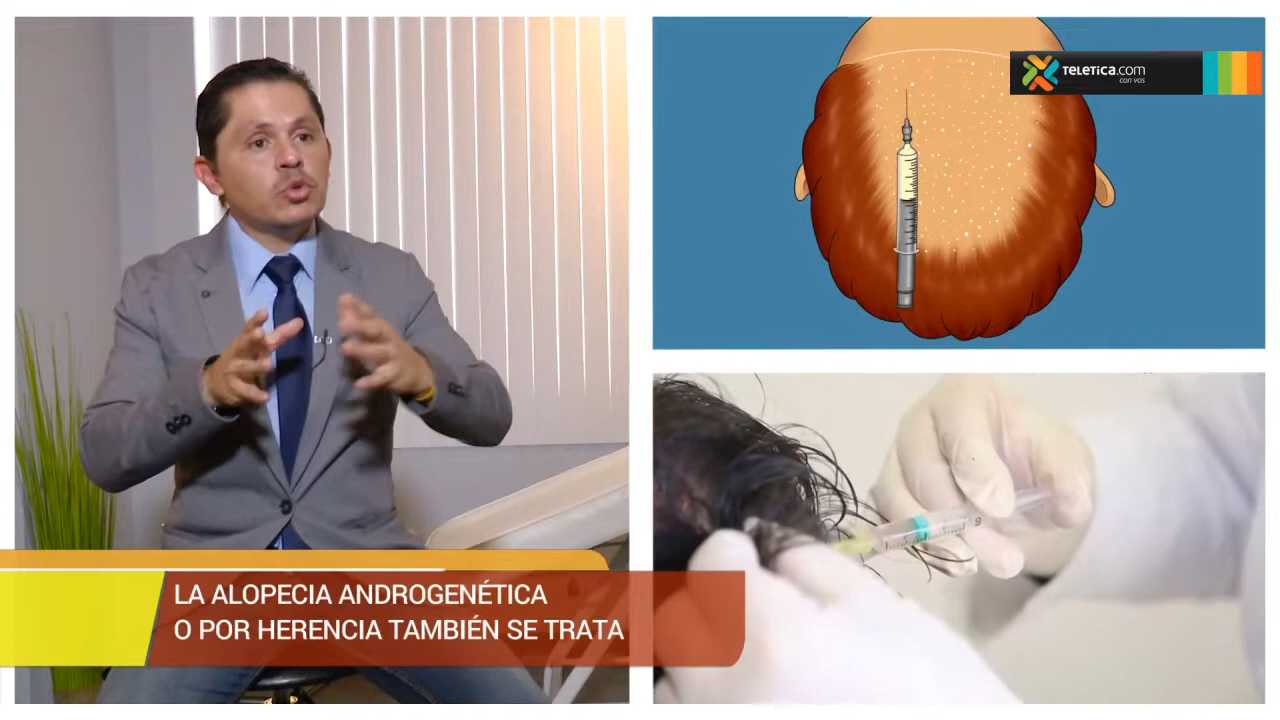 TELETICA.COM
con vos
LA ALOPECIA ANDROGENÉTICA
O POR HERENCIA TAMBIÉN SE TRATA